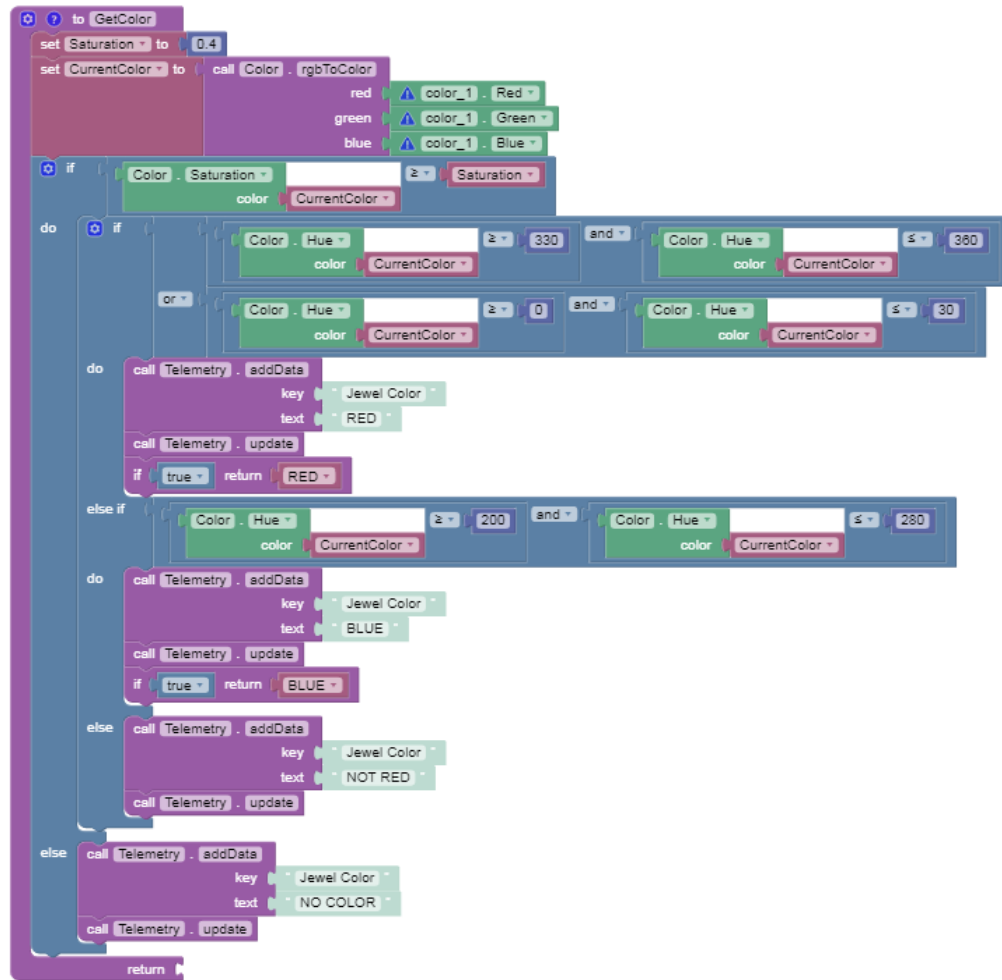 to GetColor
set Saturation to 0.4
set CurrentColor to call Color . rgbToColor
red color_1 . Red
green color_1 . Green
blue color_1 . Blue
if Color . Saturation ≥ Saturation
color CurrentColor
do if Color . Hue ≥ 330 and Color . Hue ≤ 360
color CurrentColor color CurrentColor
or Color . Hue ≥ 0 and Color . Hue ≤ 30
color CurrentColor color CurrentColor
do call Telemetry . addData
key " Jewel Color "
text " RED "
call Telemetry . update
if true return RED
else if Color . Hue ≥ 200 and Color . Hue ≤ 280
color CurrentColor color CurrentColor
do call Telemetry . addData
key " Jewel Color "
text " BLUE "
call Telemetry . update
if true return BLUE
else call Telemetry . addData
key " Jewel Color "
text " NOT RED "
call Telemetry . update
else call Telemetry . addData
key " Jewel Color "
text " NO COLOR "
call Telemetry . update
return